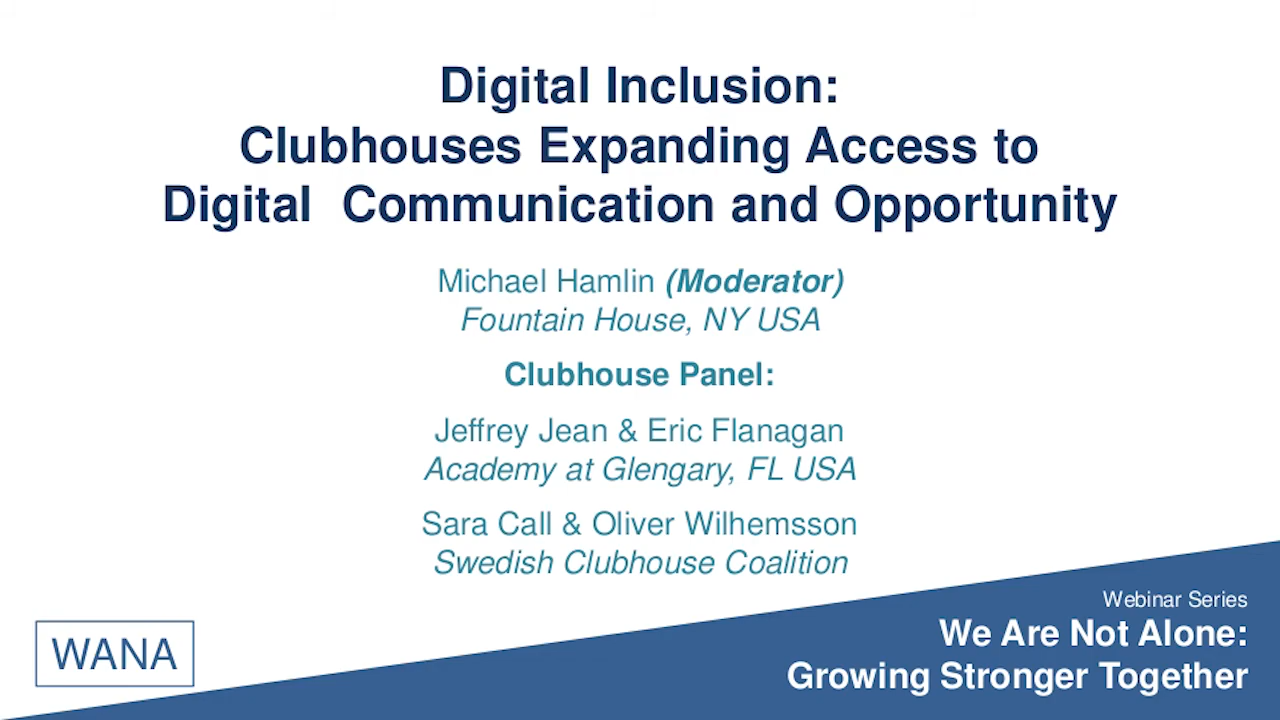 Digital Inclusion:
Clubhouses Expanding Access to
Digital  Communication and Opportunity
Michael Hamlin (Moderator)
Fountain House, NY USA
Clubhouse Panel:
Jeffrey Jean & Eric Flanagan
Academy at Glengary, FL USA
Sara Call & Oliver Wilhemsson
Swedish Clubhouse Coalition
Webinar Series
We Are Not Alone:
Growing Stronger Together
WANA